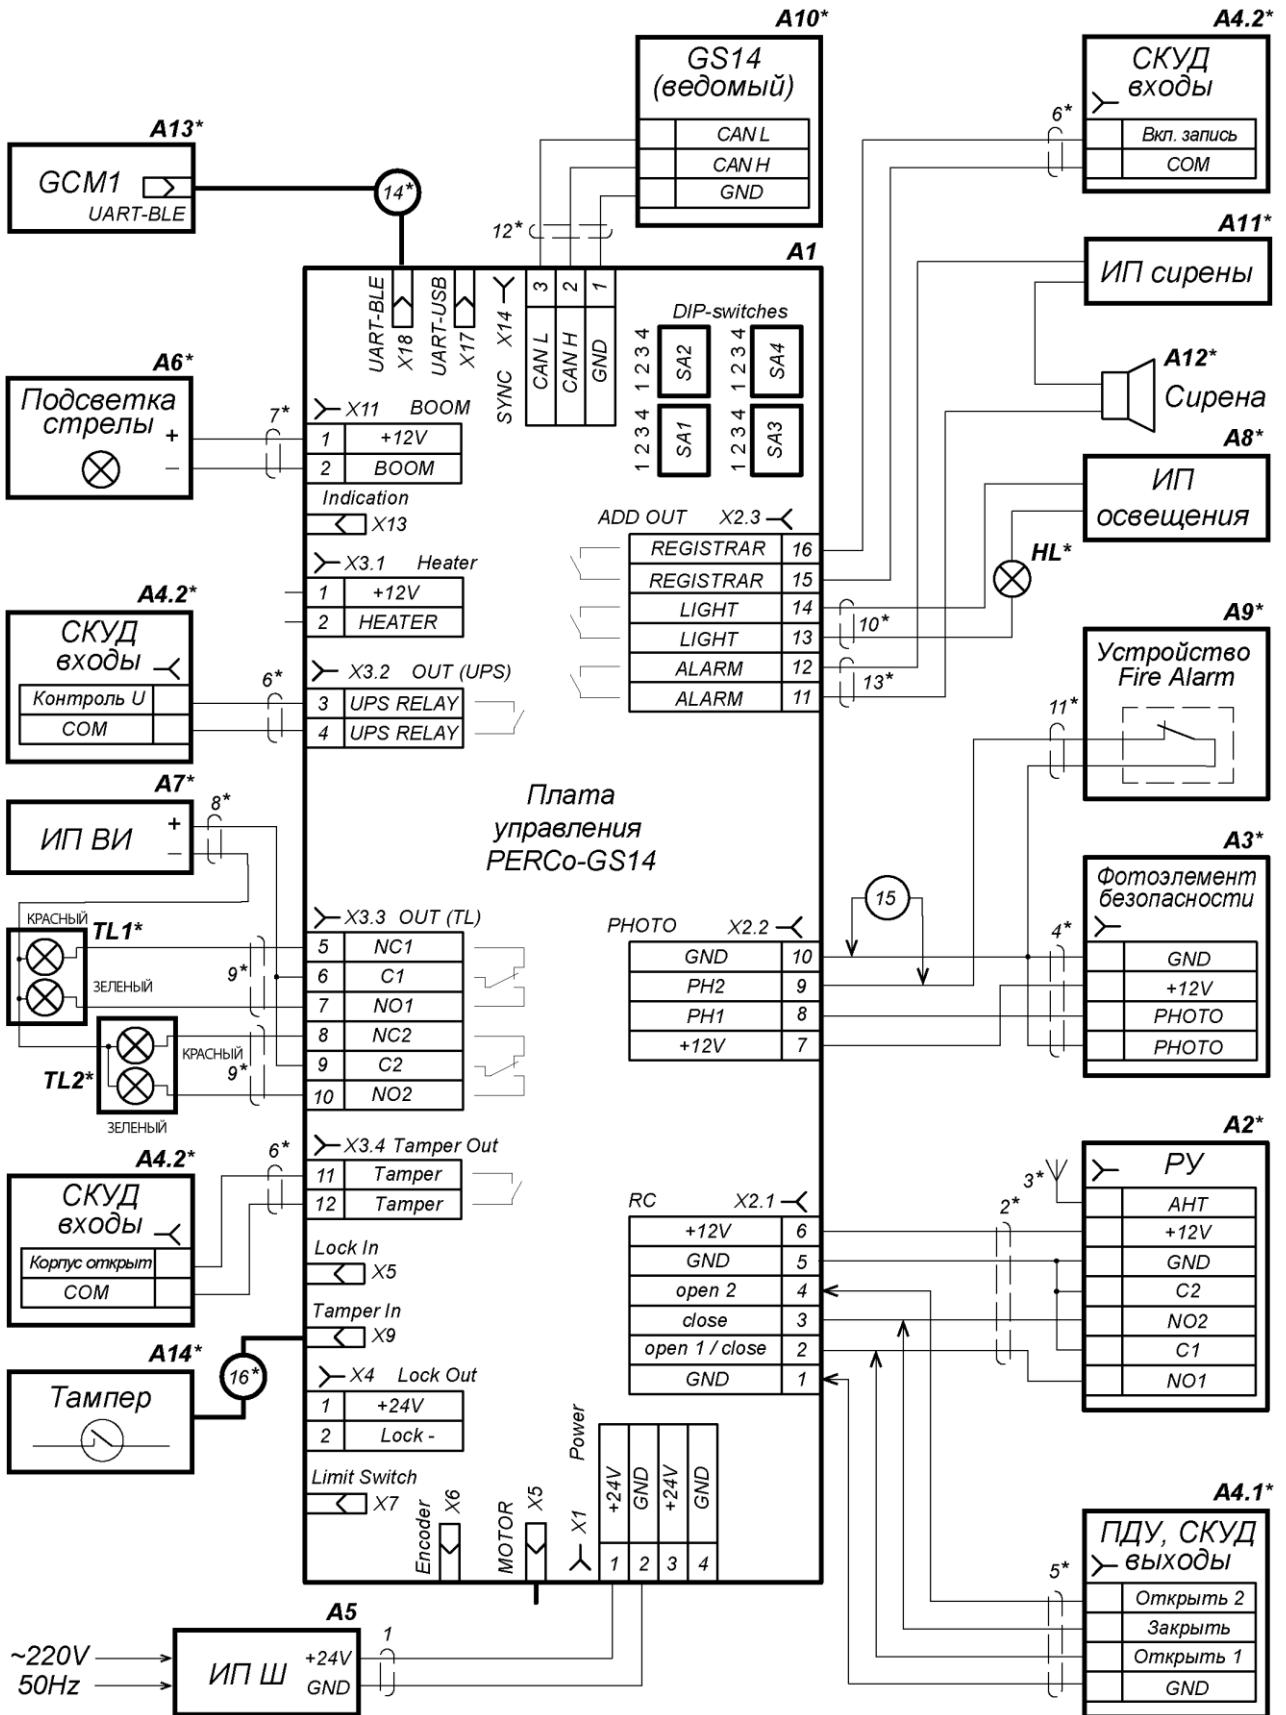 A10*
GS14
(ведомый)
CAN L
CAN H
GND
A4.2*
СКУД
входы
Вкл. запись
COM
6*
A13*
GCM1
UART-BLE
14*
12*
A11*
ИП сирены
A12*
Сирена
A1
UART-BLE
X18
UART-USB
X17
SYNC X14
3 2 1
CAN L
CAN H
GND
DIP-switches
1 2 3 4
SA2
1 2 3 4
SA4
1 2 3 4
SA1
1 2 3 4
SA3
A6*
Подсветка
стрелы
+
–
7*
X11 BOOM
1 +12V
2 BOOM
Indication
X13
X3.1 Heater
1 +12V
2 HEATER
A4.2*
СКУД
входы
Контроль U
COM
6*
X3.2 OUT (UPS)
3 UPS RELAY
4 UPS RELAY
ADD OUT X2.3
REGISTRAR 16
REGISTRAR 15
LIGHT 14
LIGHT 13
ALARM 12
ALARM 11
10*
13*
A8*
ИП
освещения
HL*
A9*
Устройство
Fire Alarm
11*
A7*
ИП ВИ
+
–
8*
Плата
управления
PERCo-GS14
A3*
Фотоэлемент
безопасности
GND
+12V
PHOTO
PHOTO
4*
15
КРАСНЫЙ
TL1*
ЗЕЛЕНЫЙ
9*
КРАСНЫЙ
TL2*
9*
ЗЕЛЕНЫЙ
X3.3 OUT (TL)
5 NC1
6 C1
7 NO1
8 NC2
9 C2
10 NO2
PHOTO X2.2
GND 10
PH2 9
PH1 8
+12V 7
A4.2*
СКУД
входы
Корпус открыт
COM
6*
X3.4 Tamper Out
11 Tamper
12 Tamper
Lock In
X5
Tamper In
X9
A14*
Тампер
16*
X4 Lock Out
1 +24V
2 Lock -
Limit Switch
X7
RC X2.1
+12V 6
GND 5
open 2 4
close 3
open 1 / close 2
GND 1
A2*
РУ
АНТ
+12V
GND
C2
NO2
C1
NO1
3*
2*
Encoder
X6
MOTOR
X5
X1 Power
+24V
GND
+24V
GND
1 2 3 4
A4.1*
ПДУ, СКУД
выходы
Открыть 2
Закрыть
Открыть 1
GND
5*
A5
ИП Ш
+24V
GND
1
~220V
50Hz